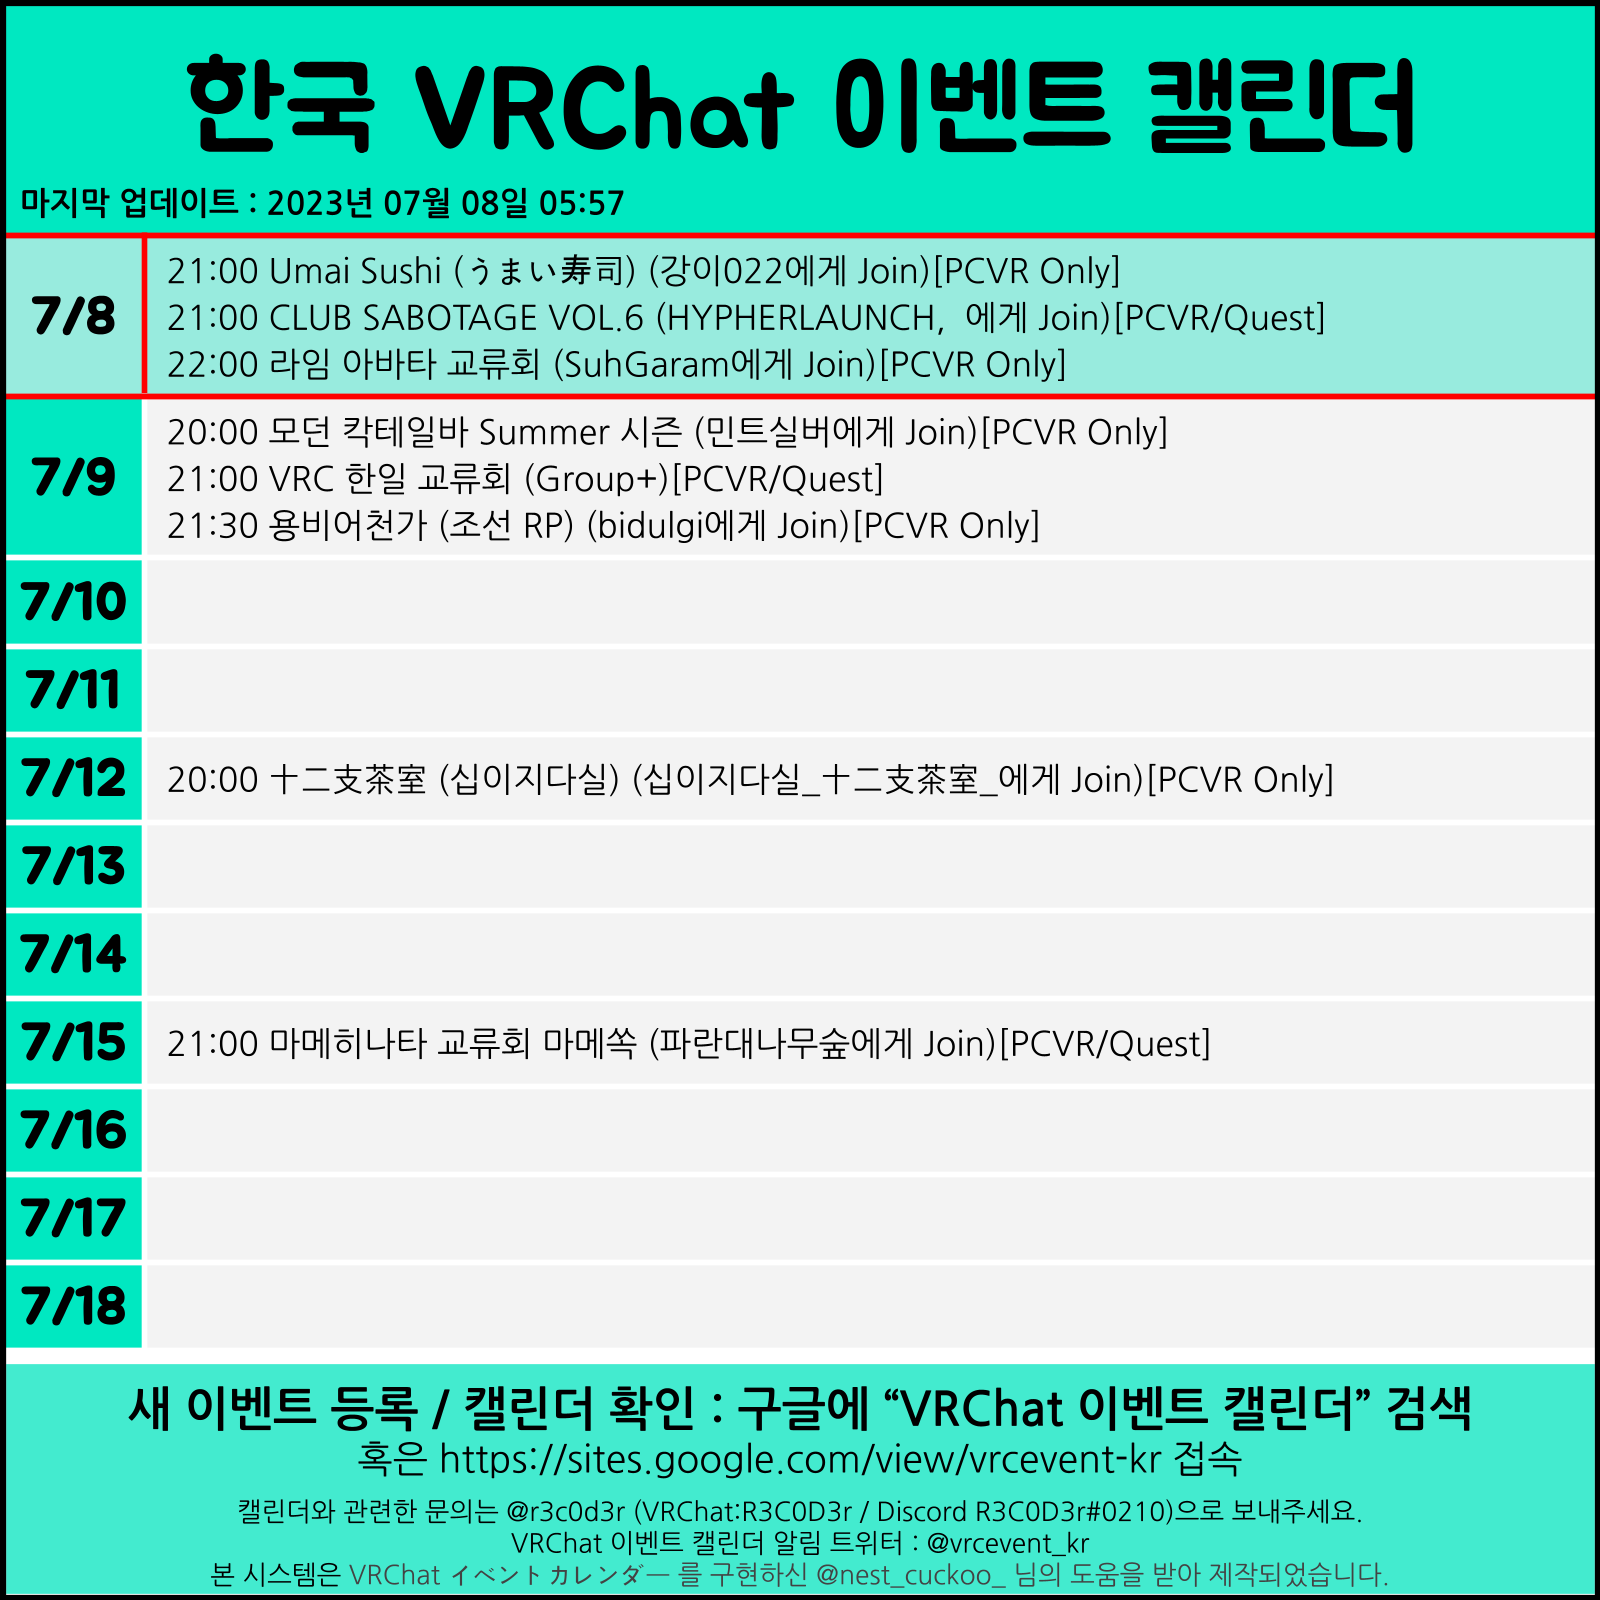 한국 VRChat 이벤트 캘린더
마지막 업데이트 : 2023년 07월 08일 05:57
7/8
21:00 Umai Sushi (うまい寿司) (강이022에게 Join)[PCVR Only]
21:00 CLUB SABOTAGE VOL.6 (HYPHERLAUNCH,  에게 Join)[PCVR/Quest]
22:00 라임 아바타 교류회 (SuhGaram에게 Join)[PCVR Only]
7/9
20:00 모던 칵테일바 Summer 시즌 (민트실버에게 Join)[PCVR Only]
21:00 VRC 한일 교류회 (Group+)[PCVR/Quest]
21:30 용비어천가 (조선 RP) (bidulgi에게 Join)[PCVR Only]
7/10
7/11
7/12
20:00 十二支茶室 (십이지다실) (십이지다실_十二支茶室_에게 Join)[PCVR Only]
7/13
7/14
7/15
21:00 마메히나타 교류회 마메쏙 (파란대나무숲에게 Join)[PCVR/Quest]
7/16
7/17
7/18
새 이벤트 등록 / 캘린더 확인 : 구글에 “VRChat 이벤트 캘린더” 검색
혹은 https://sites.google.com/view/vrcevent-kr 접속
캘린더와 관련한 문의는 @r3c0d3r (VRChat:R3C0D3r / Discord R3C0D3r#0210)으로 보내주세요.
VRChat 이벤트 캘린더 알림 트위터 : @vrcevent_kr
본 시스템은 VRChat イベントカレンダー 를 구현하신 @nest_cuckoo_ 님의 도움을 받아 제작되었습니다.